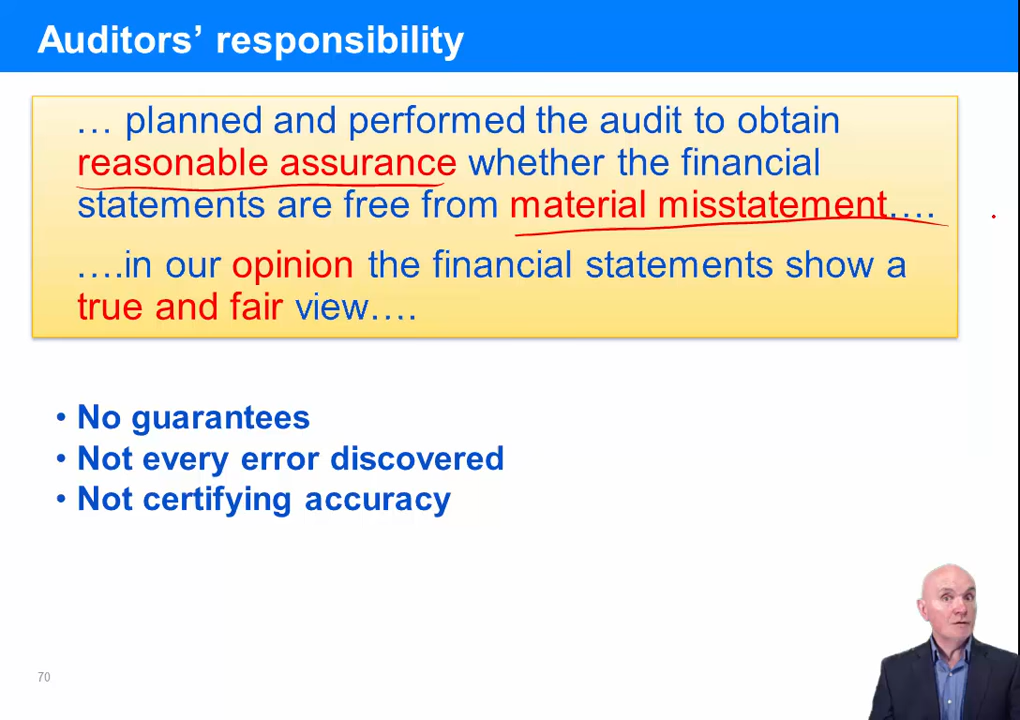 Auditors’ responsibility
… planned and performed the audit to obtain
reasonable assurance whether the financial
statements are free from material misstatement….
….in our opinion the financial statements show a
true and fair view….
• No guarantees
• Not every error discovered
• Not certifying accuracy
70